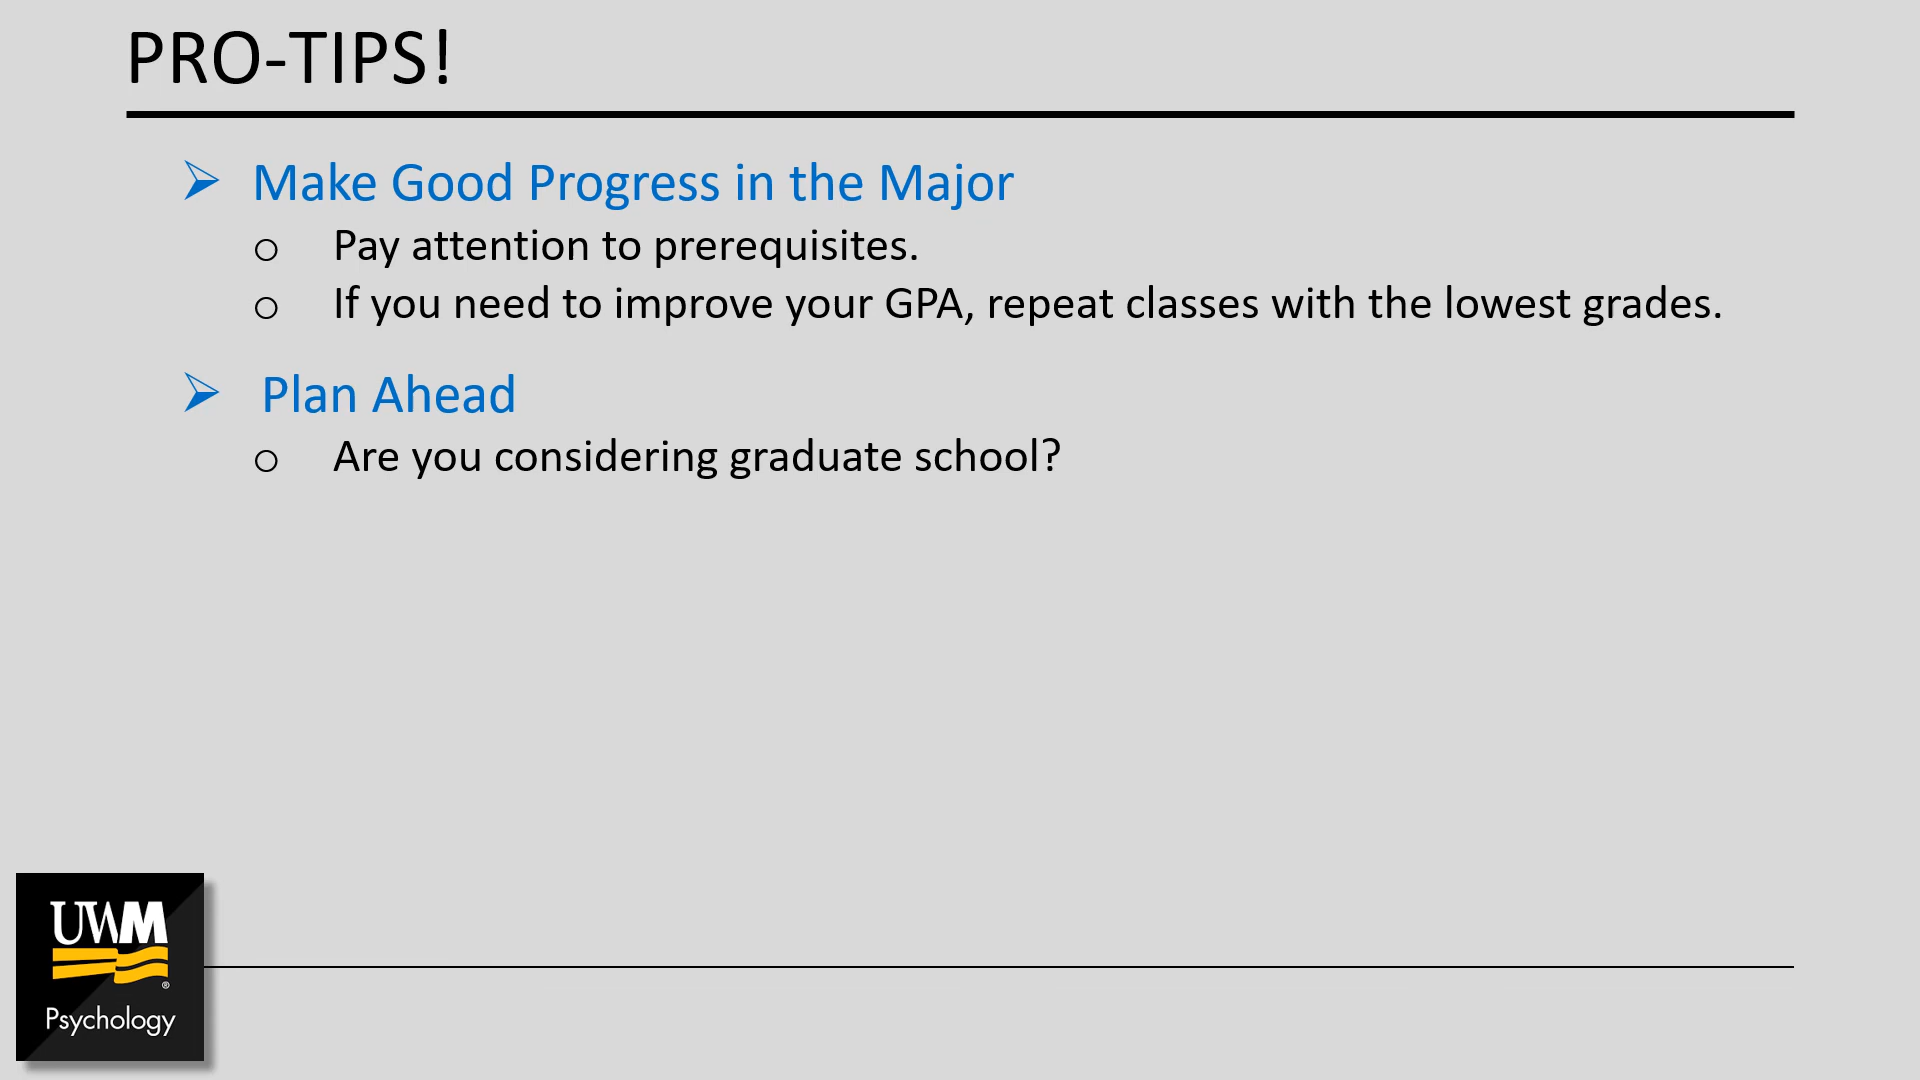 PRO-TIPS!
Make Good Progress in the Major
Pay attention to prerequisites.
If you need to improve your GPA, repeat classes with the lowest grades.
Plan Ahead
Are you considering graduate school?
UWM
®
Psychology